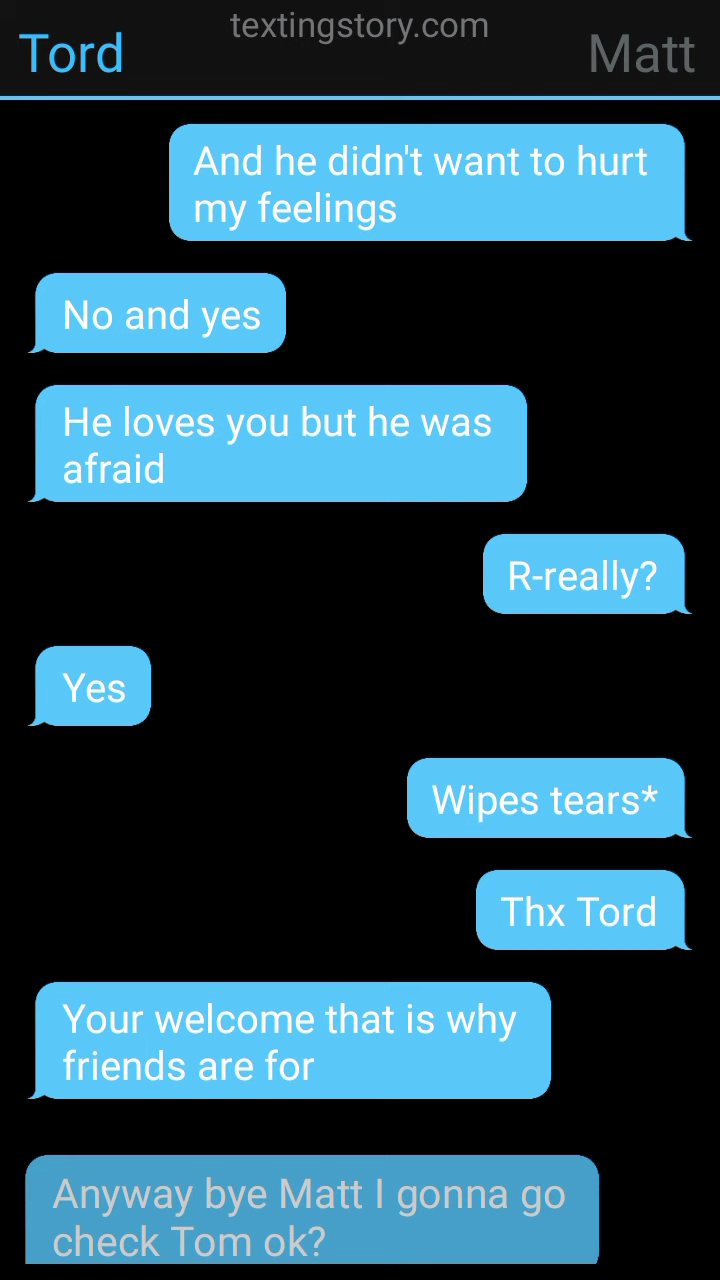 textingstory.com
Tord
Matt
And he didn't want to hurt
my feelings
No and yes
He loves you but he was
afraid
R-really?
Yes
Wipes tears*
Thx Tord
Your welcome that is why
friends are for
Anyway bye Matt I gonna go
check Tom ok?